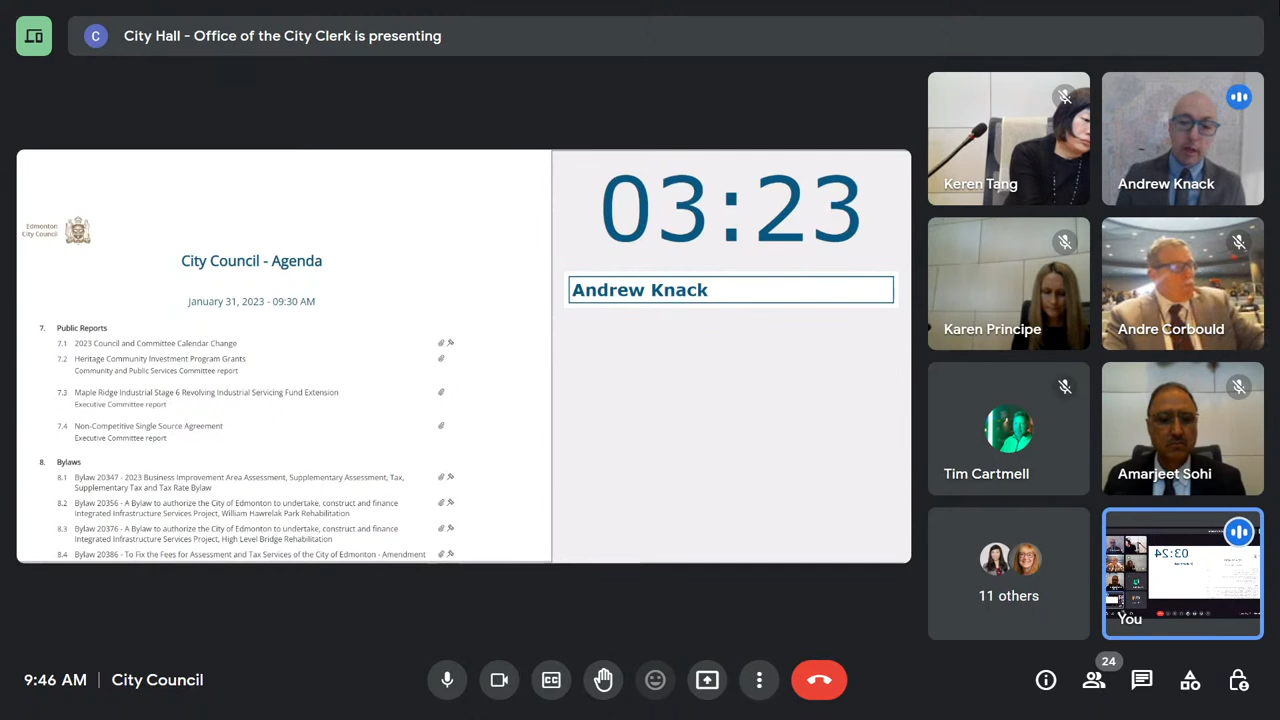 C City Hall - Office of the City Clerk is presenting
Edmonton
City Council
City Council - Agenda
January 31, 2023 - 09:30 AM
7. Public Reports
7.1 2023 Council and Committee Calendar Change
7.2 Heritage Community Investment Program Grants
Community and Public Services Committee report
7.3 Maple Ridge Industrial Stage 6 Revolving Industrial Servicing Fund Extension
Executive Committee report
7.4 Non-Competitive Single Source Agreement
Executive Committee report
8. Bylaws
8.1 Bylaw 20347 - 2023 Business Improvement Area Assessment, Supplementary Assessment, Tax,
Supplementary Tax and Tax Rate Bylaw
8.2 Bylaw 20356 - A Bylaw to authorize the City of Edmonton to undertake, construct and finance
Integrated Infrastructure Services Project, William Hawrelak Park Rehabilitation
8.3 Bylaw 20376 - A Bylaw to authorize the City of Edmonton to undertake, construct and finance
Integrated Infrastructure Services Project, High Level Bridge Rehabilitation
8.4 Bylaw 20386 - To Fix the Fees for Assessment and Tax Services of the City of Edmonton - Amendment
03:23
Andrew Knack
Keren Tang
Andrew Knack
Karen Principe
Andre Corbould
Tim Cartmell
Amarjeet Sohi
11 others
03:24
You
9:46 AM | City Council
CC
24